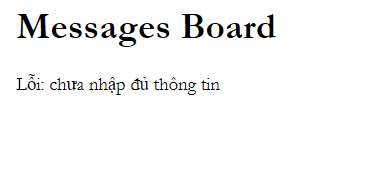 Messages Board
Lỗi: chưa nhập đủ thông tin